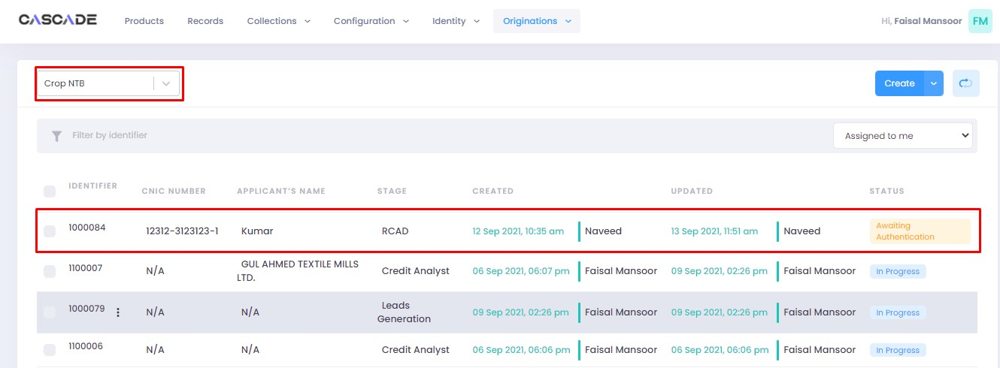 CASCADE Products Records Collections Configuration Identity Originations Hi, Faisal Mansoor FM
Crop NTB Create
Filter by identifier Assigned to me
IDENTIFIER CNIC NUMBER APPLICANT'S NAME STAGE CREATED UPDATED STATUS
1000084 12312-3123123-1 Kumar RCAD 12 Sep 2021, 10:35 am Naveed 13 Sep 2021, 11:51 am Naveed Awaiting
Authentication
1100007 N/A GUL AHMED TEXTILE MILLS Credit Analyst 06 Sep 2021, 06:07 pm Faisal Mansoor 09 Sep 2021, 02:26 pm Faisal Mansoor In Progress
LTD.
1000079 N/A N/A Leads 09 Sep 2021, 02:26 pm Faisal Mansoor 09 Sep 2021, 02:26 pm Faisal Mansoor In Progress
Generation
1100006 N/A N/A Credit Analyst 06 Sep 2021, 06:06 pm Faisal Mansoor 06 Sep 2021, 06:06 pm Faisal Mansoor In Progress